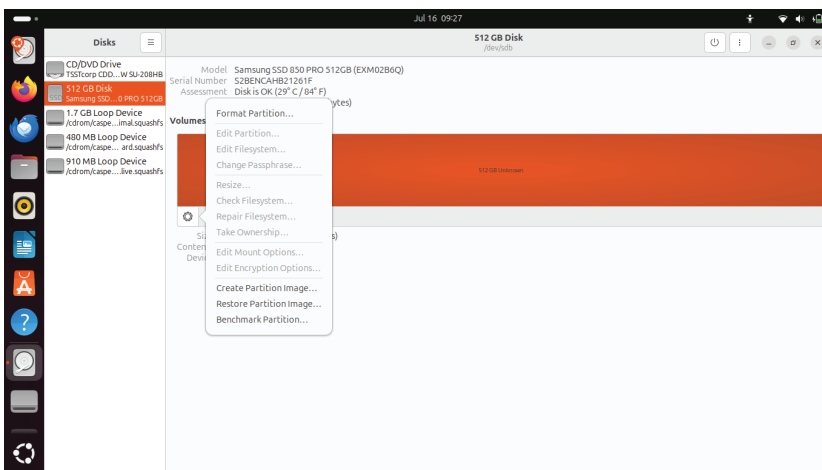 Jul 16 09:27
Disks
512 GB Disk
/dev/sdb
CD/DVD Drive
TSSTcorp CDD...W SU-208HB
512 GB Disk
Samsung SSD...0 PRO 512GB
1.7 GB Loop Device
/cdrom/caspe...imal.squashfs
480 MB Loop Device
/cdrom/caspe... ard.squashfs
910 MB Loop Device
/cdrom/caspe....live.squashfs
Model Samsung SSD 850 PRO 512GB (EXM02B6Q)
Serial Number S2BENCAHB21261F
Assessment Disk is OK (29° C / 84° F)
ytes)
Volumes
512 GB Unknown
Format Partition...
Edit Partition...
Edit Filesystem...
Change Passphrase...
Resize...
Check Filesystem...
Repair Filesystem...
Take Ownership...
Edit Mount Options...
Edit Encryption Options...
Create Partition Image...
Restore Partition Image...
Benchmark Partition...
Siz
s)
Conten
Devi